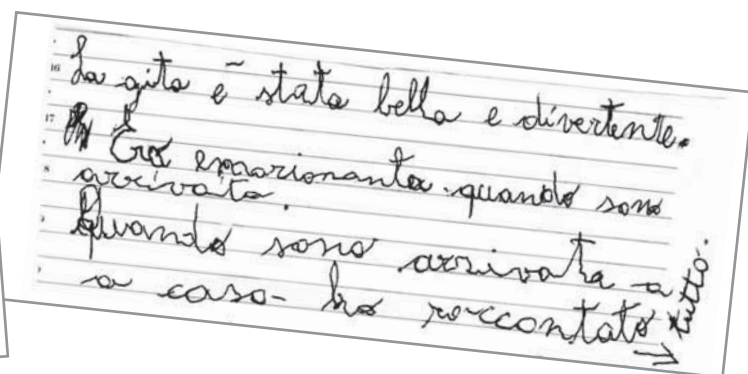 La gita è stata bella e divertente.
Ero emozionanta quando sono
arrivata.
Quando sono arrivata a
a casa ho raccontato
→ tutto.